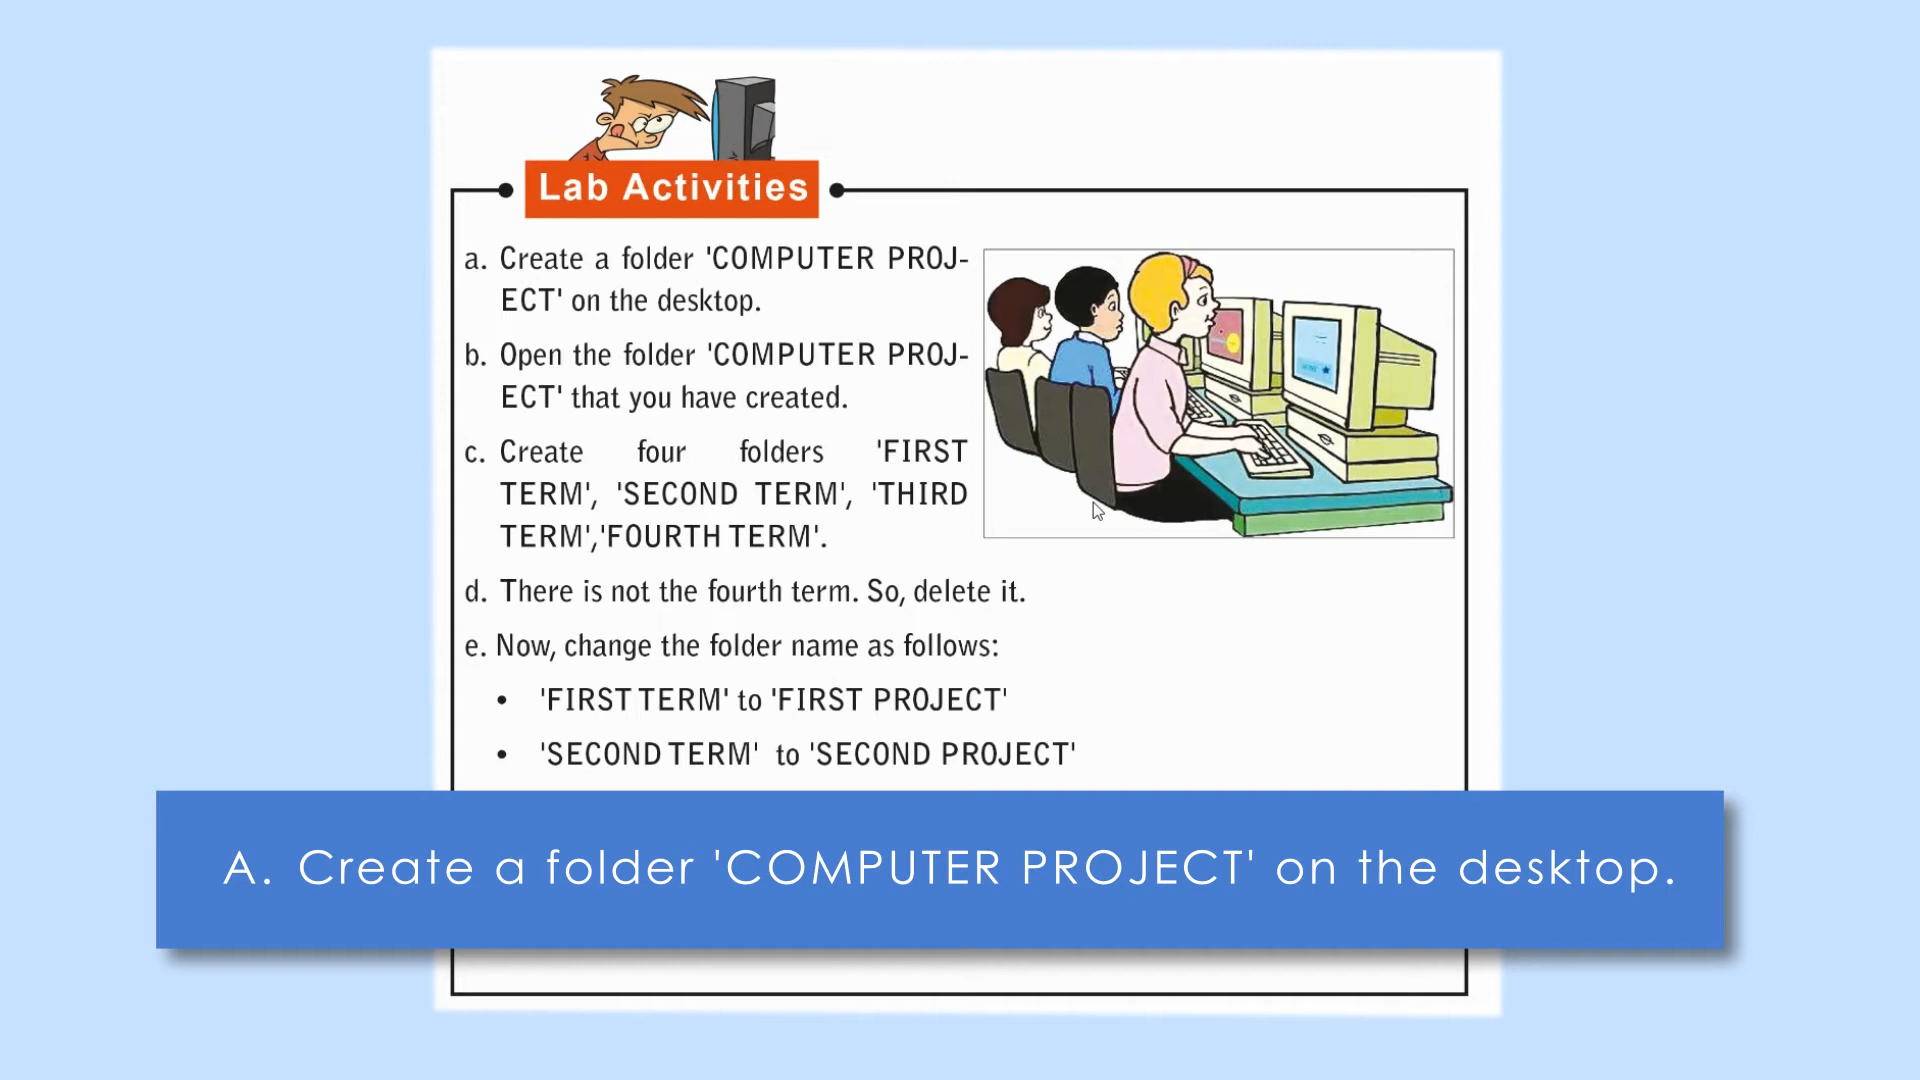 Lab Activities
a. Create a folder 'COMPUTER PROJ-
ECT' on the desktop.
b. Open the folder 'COMPUTER PROJ-
ECT' that you have created.
c. Create four folders 'FIRST
TERM', 'SECOND TERM', 'THIRD
TERM','FOURTH TERM'.
d. There is not the fourth term. So, delete it.
e. Now, change the folder name as follows:
• 'FIRST TERM' to 'FIRST PROJECT'
• 'SECOND TERM' to 'SECOND PROJECT'
A. Create a folder 'COMPUTER PROJECT' on the desktop.